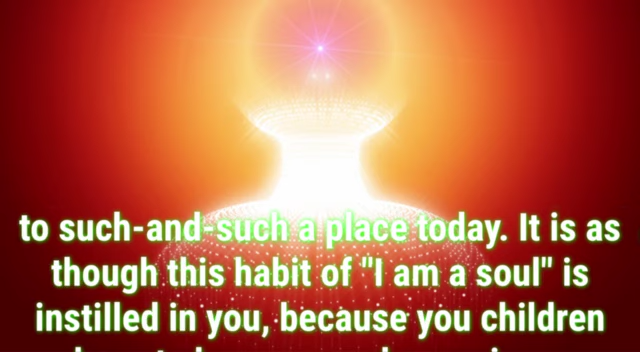 to such-and-such a place today. It is as
though this habit of "I am a soul" is
instilled in you, because you children